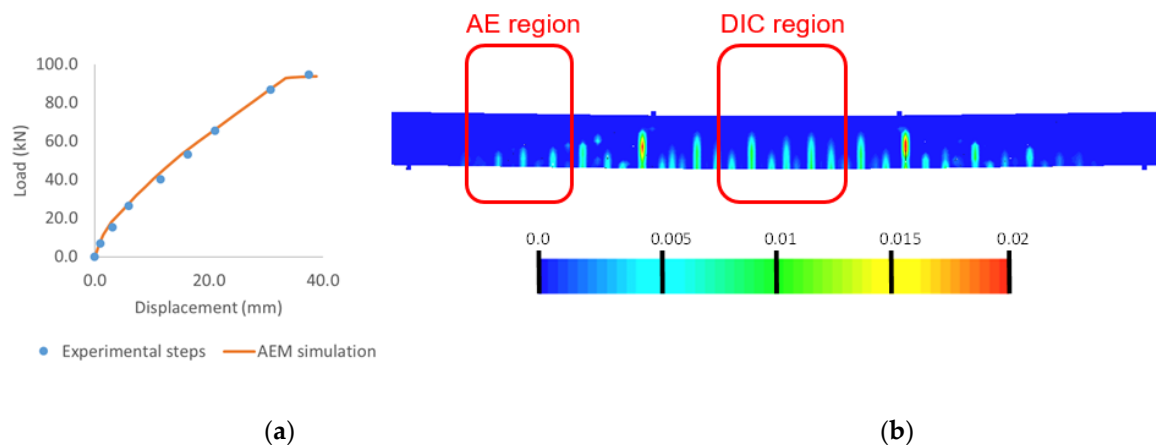 AE region
DIC region
100.0
80.0
60.0
40.0
20.0
0.0
Load (kN)
0.0
20.0
40.0
Displacement (mm)
Experimental steps
AEM simulation
0.0
0.005
0.01
0.015
0.02
(a)
(b)